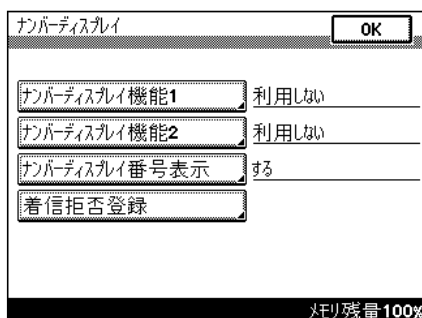 ナンバーディスプレイ
OK
ナンバーディスプレイ機能1 利用しない
ナンバーディスプレイ機能2 利用しない
ナンバーディスプレイ番号表示 する
着信拒否登録
メモリ残量100%